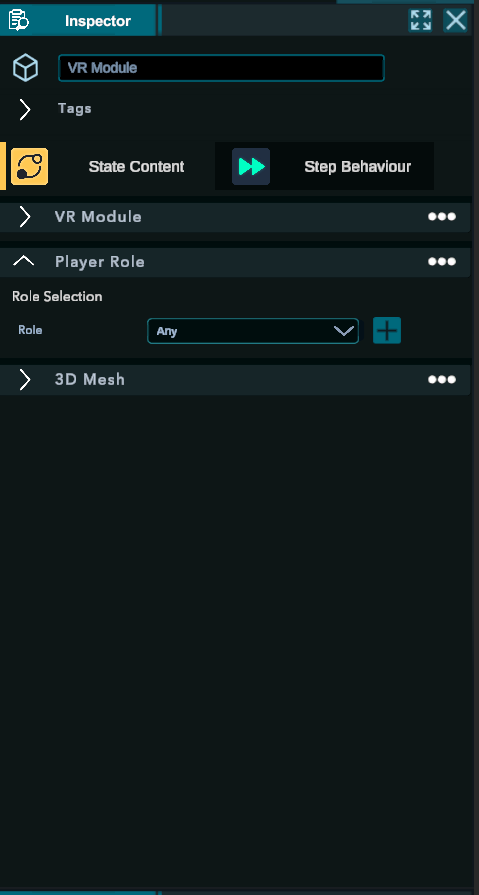 Inspector
VR Module
Tags
State Content
Step Behaviour
VR Module
Player Role
Role Selection
Role
Any
3D Mesh